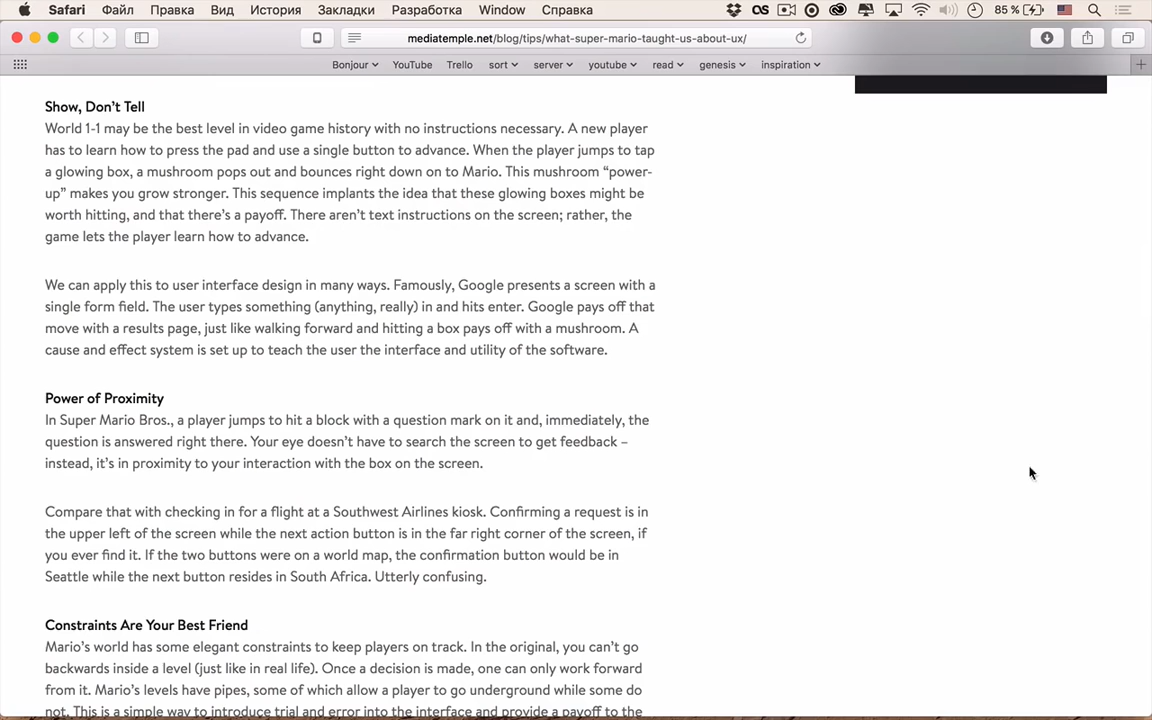 Safari Файл Правка Вид История Закладки Разработка Window Справка 85 %
mediatemple.net/blog/tips/what-super-mario-taught-us-about-ux/
Bonjour YouTube Trello sort server youtube read genesis inspiration
Show, Don’t Tell
World 1-1 may be the best level in video game history with no instructions necessary. A new player
has to learn how to press the pad and use a single button to advance. When the player jumps to tap
a glowing box, a mushroom pops out and bounces right down on to Mario. This mushroom “power-
up” makes you grow stronger. This sequence implants the idea that these glowing boxes might be
worth hitting, and that there’s a payoff. There aren’t text instructions on the screen; rather, the
game lets the player learn how to advance.
We can apply this to user interface design in many ways. Famously, Google presents a screen with a
single form field. The user types something (anything, really) in and hits enter. Google pays off that
move with a results page, just like walking forward and hitting a box pays off with a mushroom. A
cause and effect system is set up to teach the user the interface and utility of the software.
Power of Proximity
In Super Mario Bros., a player jumps to hit a block with a question mark on it and, immediately, the
question is answered right there. Your eye doesn’t have to search the screen to get feedback –
instead, it’s in proximity to your interaction with the box on the screen.
Compare that with checking in for a flight at a Southwest Airlines kiosk. Confirming a request is in
the upper left of the screen while the next action button is in the far right corner of the screen, if
you ever find it. If the two buttons were on a world map, the confirmation button would be in
Seattle while the next button resides in South Africa. Utterly confusing.
Constraints Are Your Best Friend
Mario’s world has some elegant constraints to keep players on track. In the original, you can’t go
backwards inside a level (just like in real life). Once a decision is made, one can only work forward
from it. Mario’s levels have pipes, some of which allow a player to go underground while some do
not. This is a simple way to introduce trial and error into the interface and provide a payoff to the